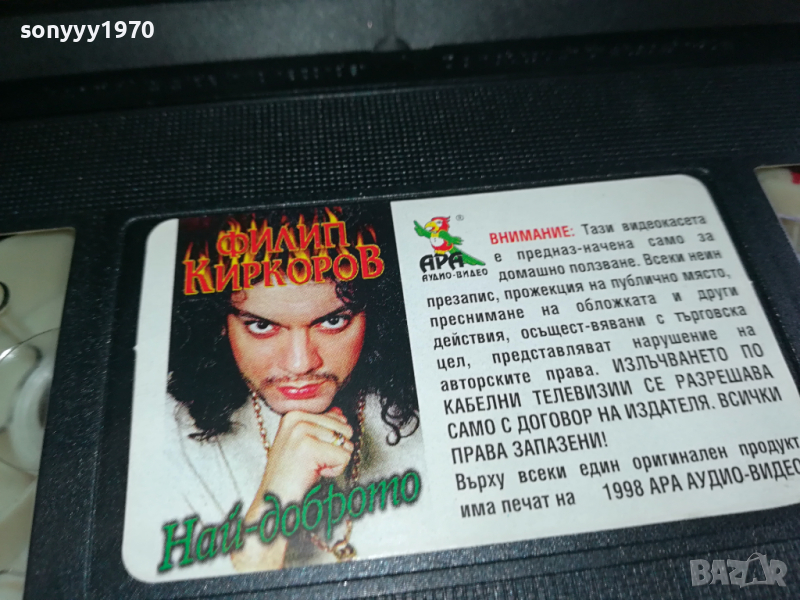 sonyyy1970
ФИЛИП
КИРКОРОВ
Най-доброто
®
АРА
АУДИО-ВИДЕО
ВНИМАНИЕ: Тази видеокасета
е предназ-начена само за
домашно ползване. Всеки неин
презапис, прожекция на публично място,
преснимане на обложката и други
действия, осъщест-вявани с търговска
цел, представляват нарушение на
авторските права. ИЗЛЪЧВАНЕТО ПО
КАБЕЛНИ ТЕЛЕВИЗИИ СЕ РАЗРЕШАВА
САМО С ДОГОВОР НА ИЗДАТЕЛЯ. ВСИЧКИ
ПРАВА ЗАПАЗЕНИ!
Върху всеки един оригинален продукт
има печат на 1998 АРА АУДИО-ВИДЕО
BAZAR